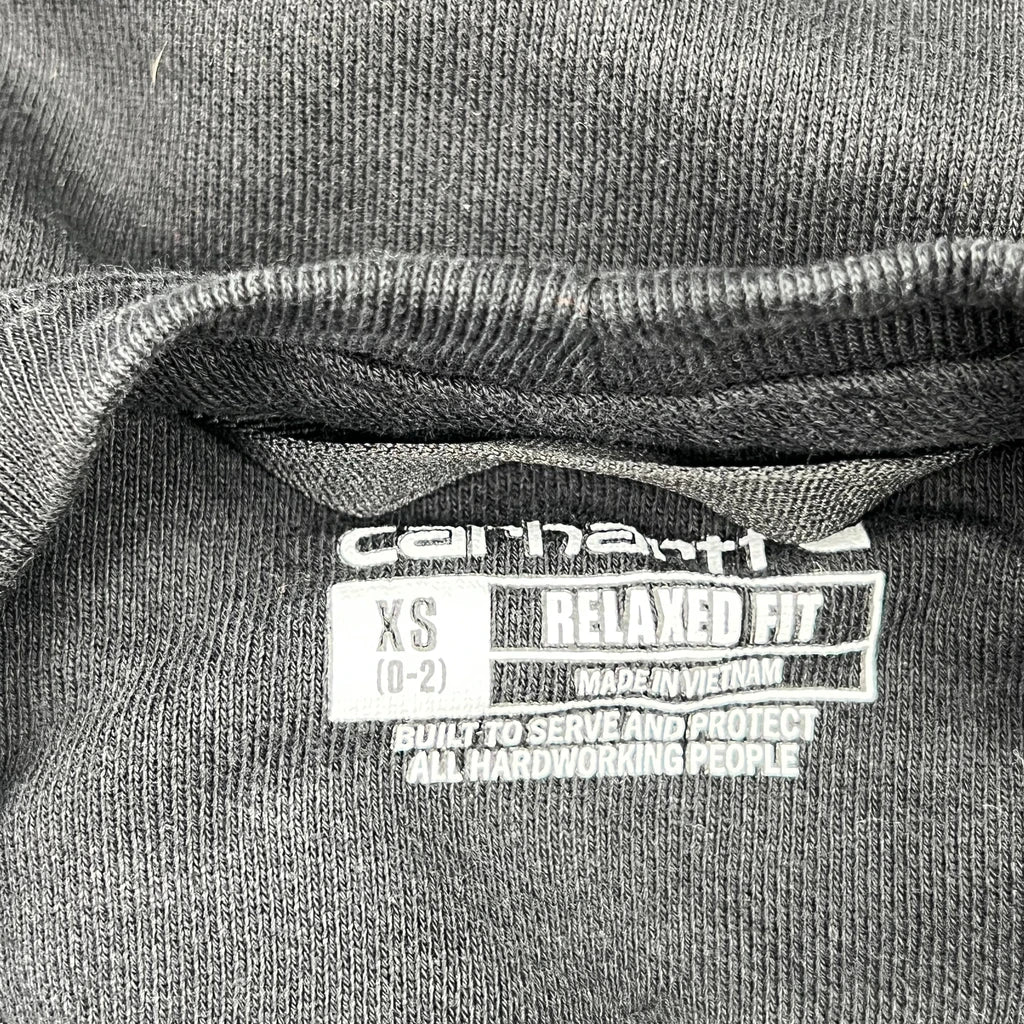 carhartt
XS
(0-2)
RELAXED FIT
MADE IN VIETNAM
BUILT TO SERVE AND PROTECT
ALL HARDWORKING PEOPLE